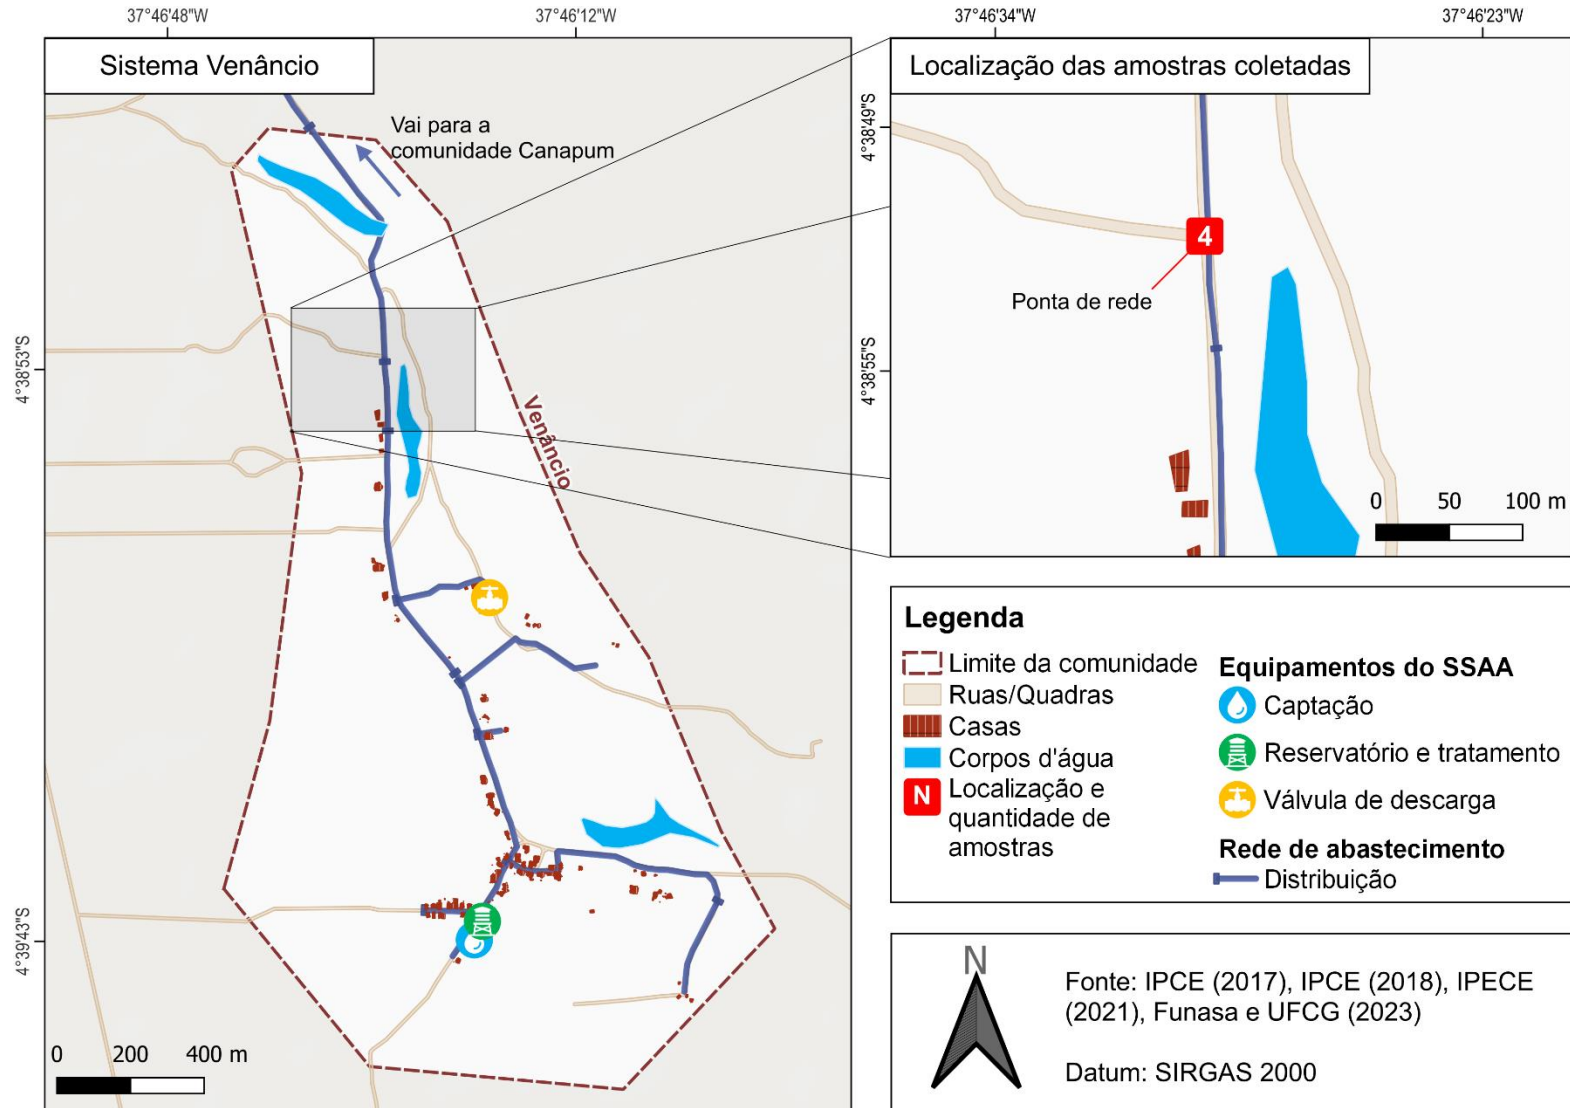 37°46'48"W
37°46'12"W
37°46'34"W
37°46'23"W
Sistema Venâncio
Localização das amostras coletadas
Vai para a
comunidade Canapum
4°38'49"S
4
Ponta de rede
4°38'53"S
4°38'55"S
Venâncio
0 50 100 m
Legenda
Limite da comunidade
Ruas/Quadras
Casas
Corpos d'água
N
Localização e
quantidade de
amostras
Equipamentos do SSAA
Captação
Reservatório e tratamento
Válvula de descarga
Rede de abastecimento
Distribuição
4°39'43"S
0 200 400 m
N
Fonte: IPCE (2017), IPCE (2018), IPECE
(2021), Funasa e UFCG (2023)
Datum: SIRGAS 2000